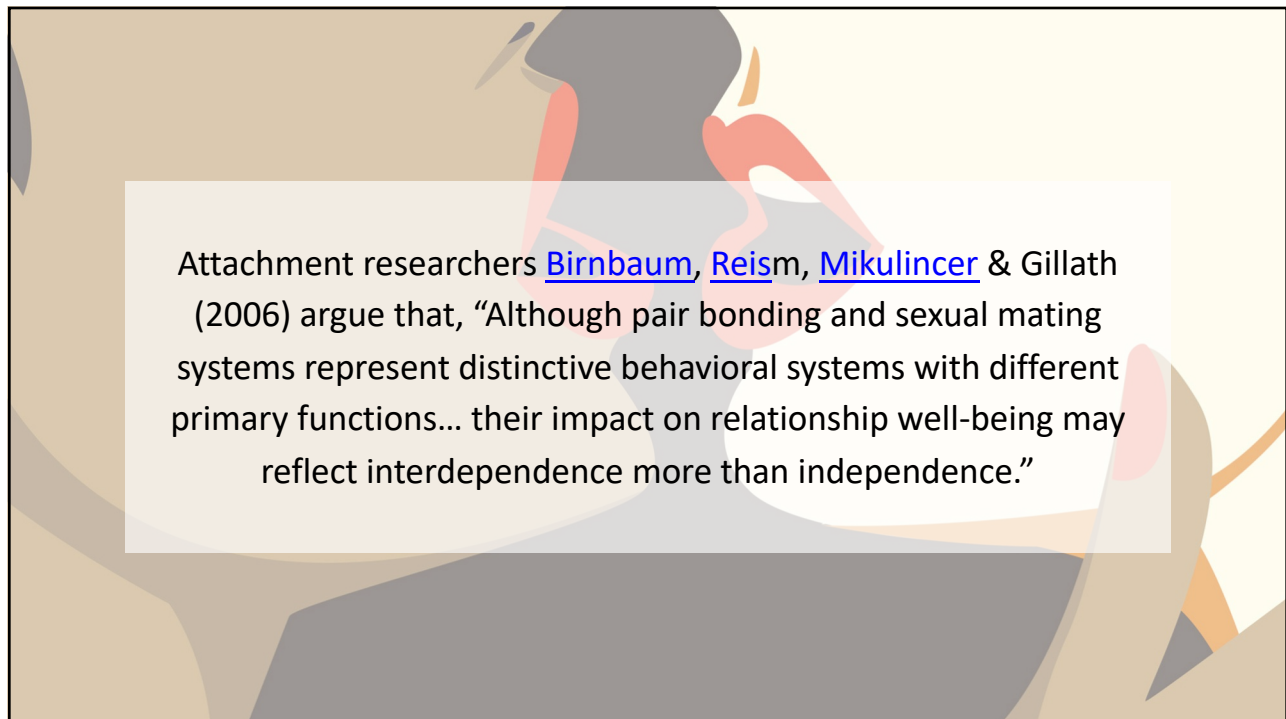 Attachment researchers Birnbaum, Reism, Mikulincer & Gillath
(2006) argue that, “Although pair bonding and sexual mating
systems represent distinctive behavioral systems with different
primary functions… their impact on relationship well-being may
reflect interdependence more than independence.”